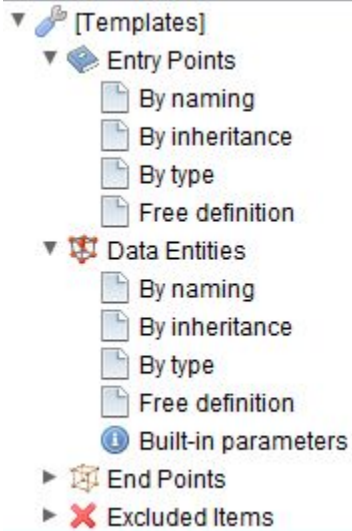 [Templates]
Entry Points
By naming
By inheritance
By type
Free definition
Data Entities
By naming
By inheritance
By type
Free definition
Built-in parameters
End Points
Excluded Items